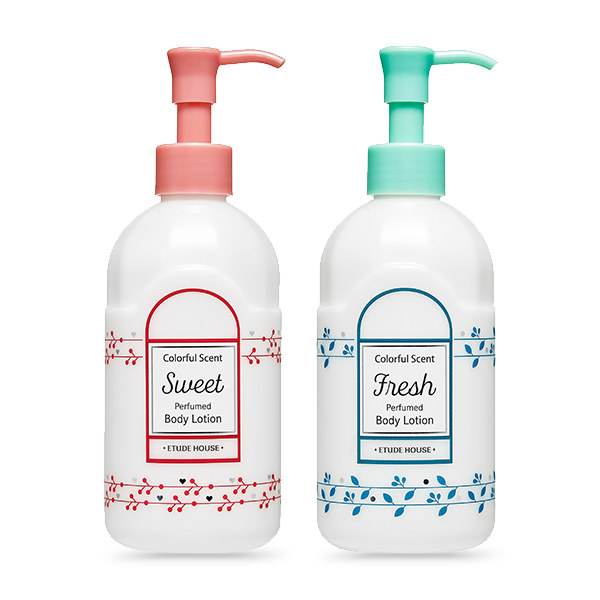 Colorful Scent
Sweet
Perfumed
Body Lotion
• ETUDE HOUSE •
Colorful Scent
Fresh
Perfumed
Body Lotion
• ETUDE HOUSE •